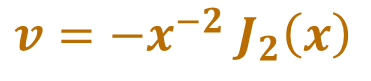 v = −x⁻² J₂(x)